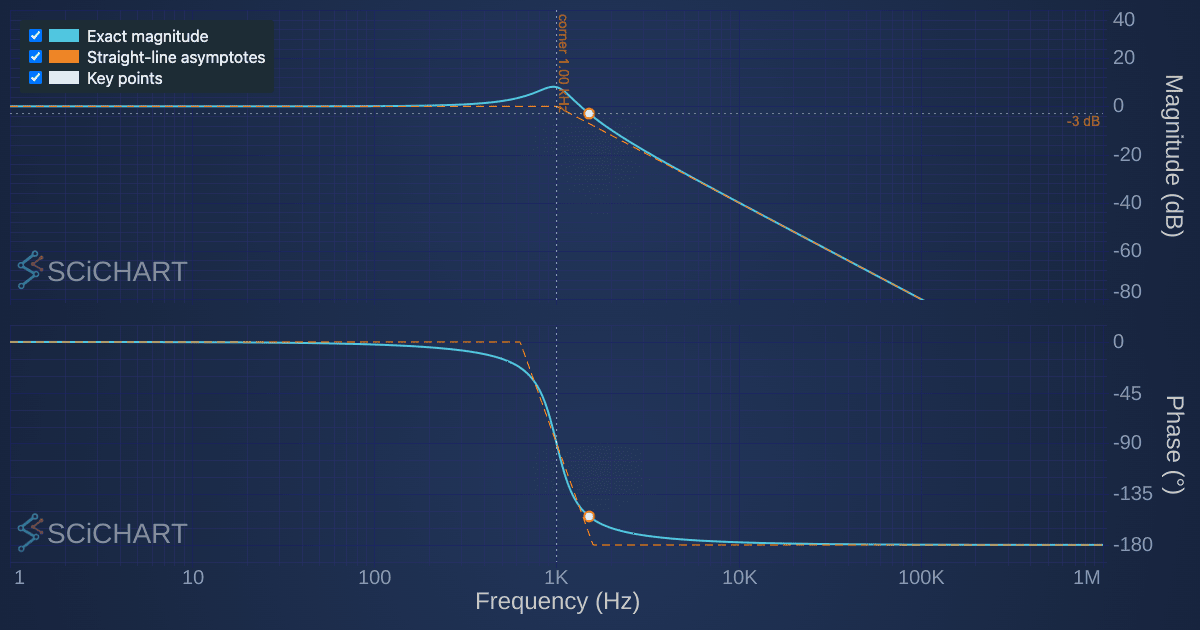 Exact magnitude
Straight-line asymptotes
Key points
corner 1.00 KHz
-3 dB
40
20
0
-20
-40
-60
-80
Magnitude (dB)
SCiCHART
0
-45
-90
-135
-180
Phase (°)
SCiCHART
1
10
100
1K
10K
100K
1M
Frequency (Hz)